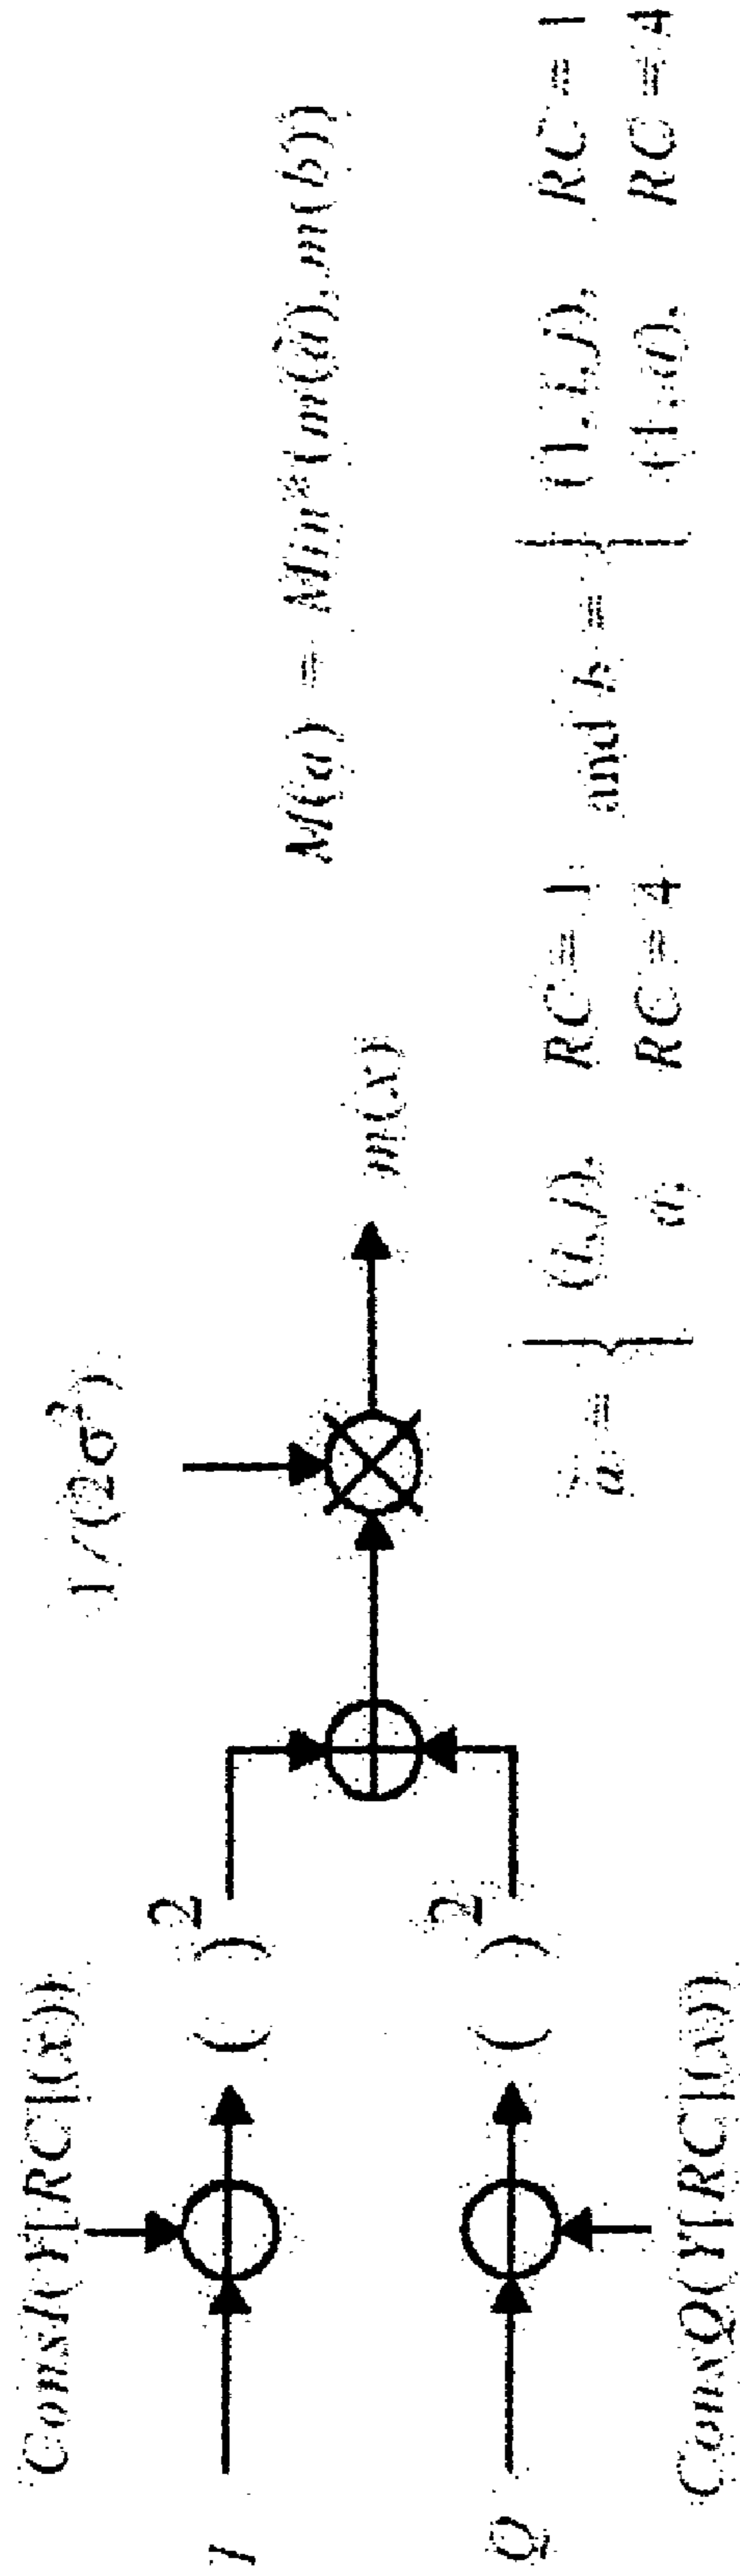 ConsI(Y[RC](x))
I
( )²
1/(2σ²)
m(x)
Q
( )²
ConsQ(Y[RC](x))
M(a) = Min*(m(ã), m(b))
ã = { (i,j), RC = 1
a, RC = 4
and b = { (1,i,j), RC = 1
(1,a), RC = 4